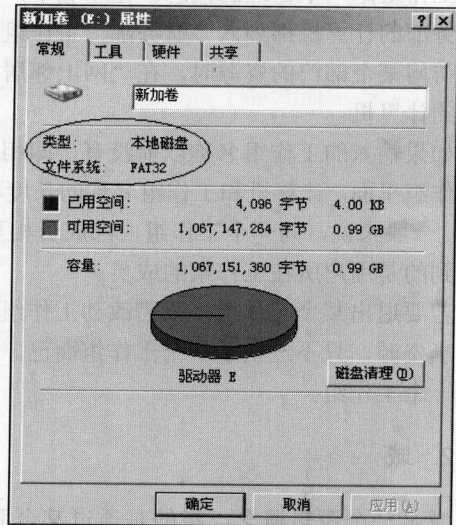 新加卷 (E:) 属性
常规 工具 硬件 共享
新加卷
类型: 本地磁盘
文件系统: FAT32
已用空间: 4,096 字节 4.00 KB
可用空间: 1,067,147,264 字节 0.99 GB
容量: 1,067,151,360 字节 0.99 GB
驱动器 E
磁盘清理(D)
确定 取消 应用(A)